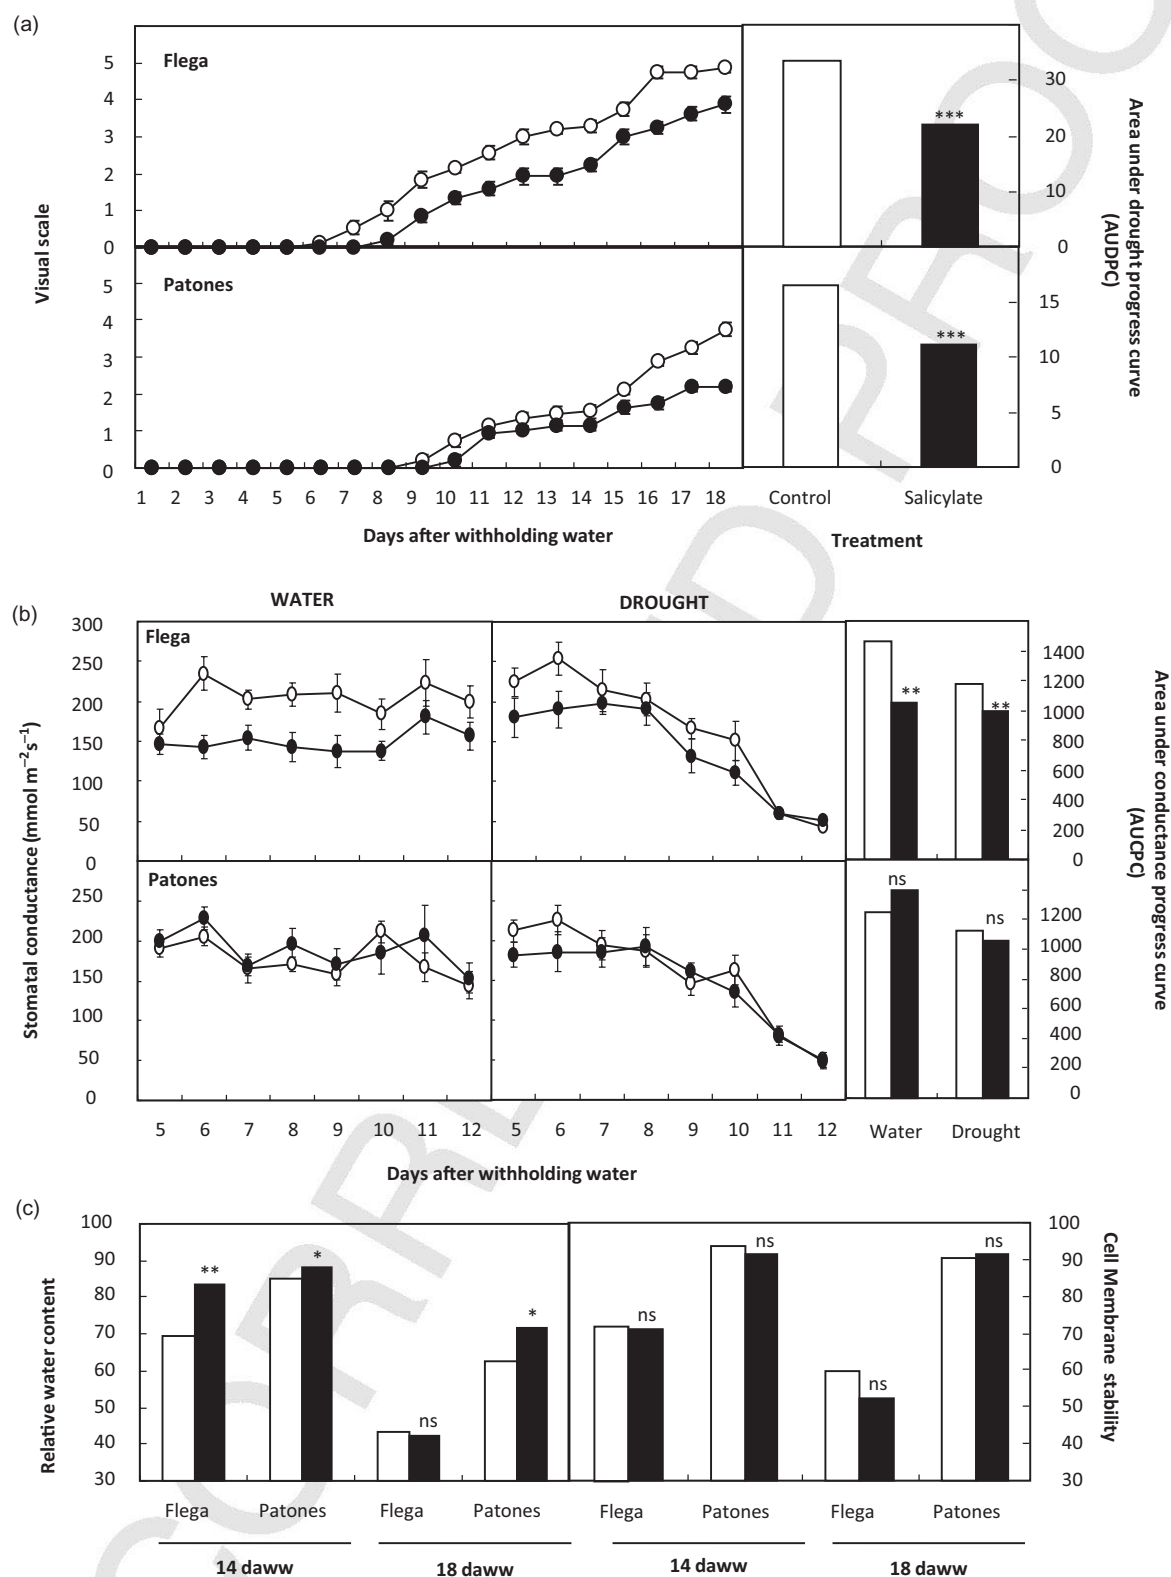 (a)
Flega
5
4
3
2
1
0
Visual scale
Patones
5
4
3
2
1
0
1 2 3 4 5 6 7 8 9 10 11 12 13 14 15 16 17 18
Days after withholding water
***
30
20
10
0
***
15
10
5
0
Area under drought progress curve
(AUDPC)
Control Salicylate
Treatment
(b)
WATER DROUGHT
Flega
300
250
200
150
100
50
0
Stomatal conductance (mmol m−2s−1)
Patones
250
200
150
100
50
0
5 6 7 8 9 10 11 12 5 6 7 8 9 10 11 12
Days after withholding water
** **
1400
1200
1000
800
600
400
200
0
ns ns
1200
1000
800
600
400
200
0
Area under conductance progress curve
(AUCPC)
Water Drought
(c)
100
90
80
70
60
50
40
30
Relative water content
** * ns * ns ns ns ns
100
90
80
70
60
50
40
30
Cell Membrane stability
Flega Patones Flega Patones Flega Patones Flega Patones
14 daww 18 daww 14 daww 18 daww